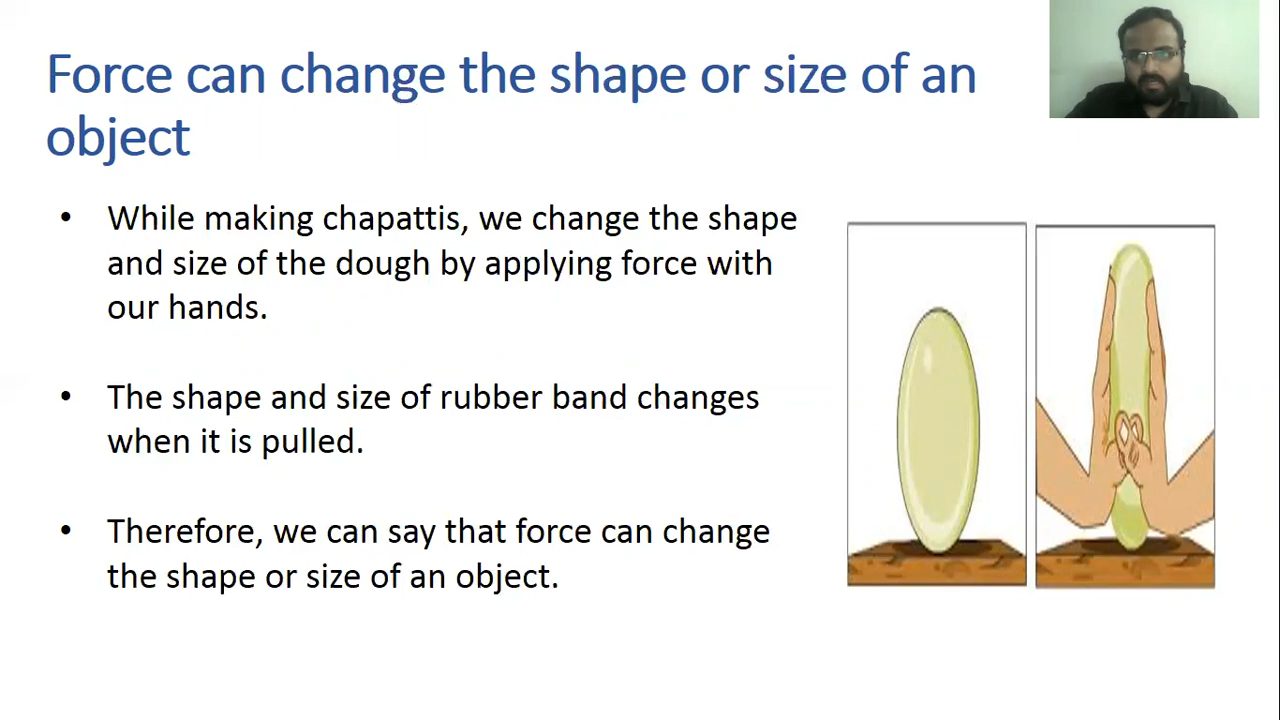 Force can change the shape or size of an
object
• While making chapattis, we change the shape
and size of the dough by applying force with
our hands.
• The shape and size of rubber band changes
when it is pulled.
• Therefore, we can say that force can change
the shape or size of an object.